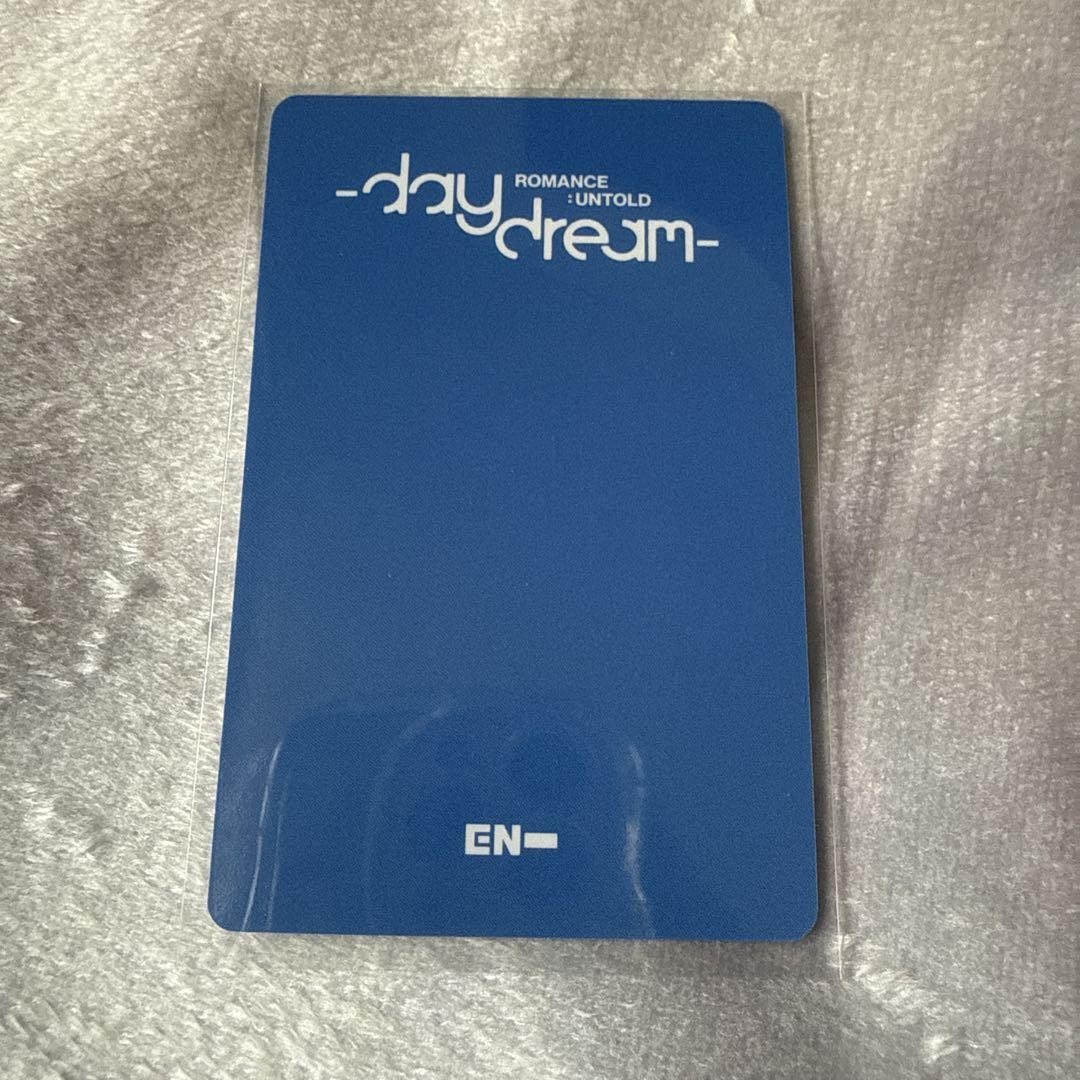 -day
ROMANCE
: UNTOLD
dream-
EN-